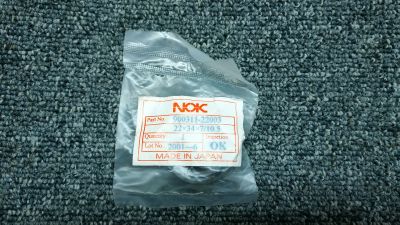 NOK
Part No. 900311-22003
22×34×7/10.5
Quantity 1 Inspection
Lot No. 2001-6 OK
MADE IN JAPAN